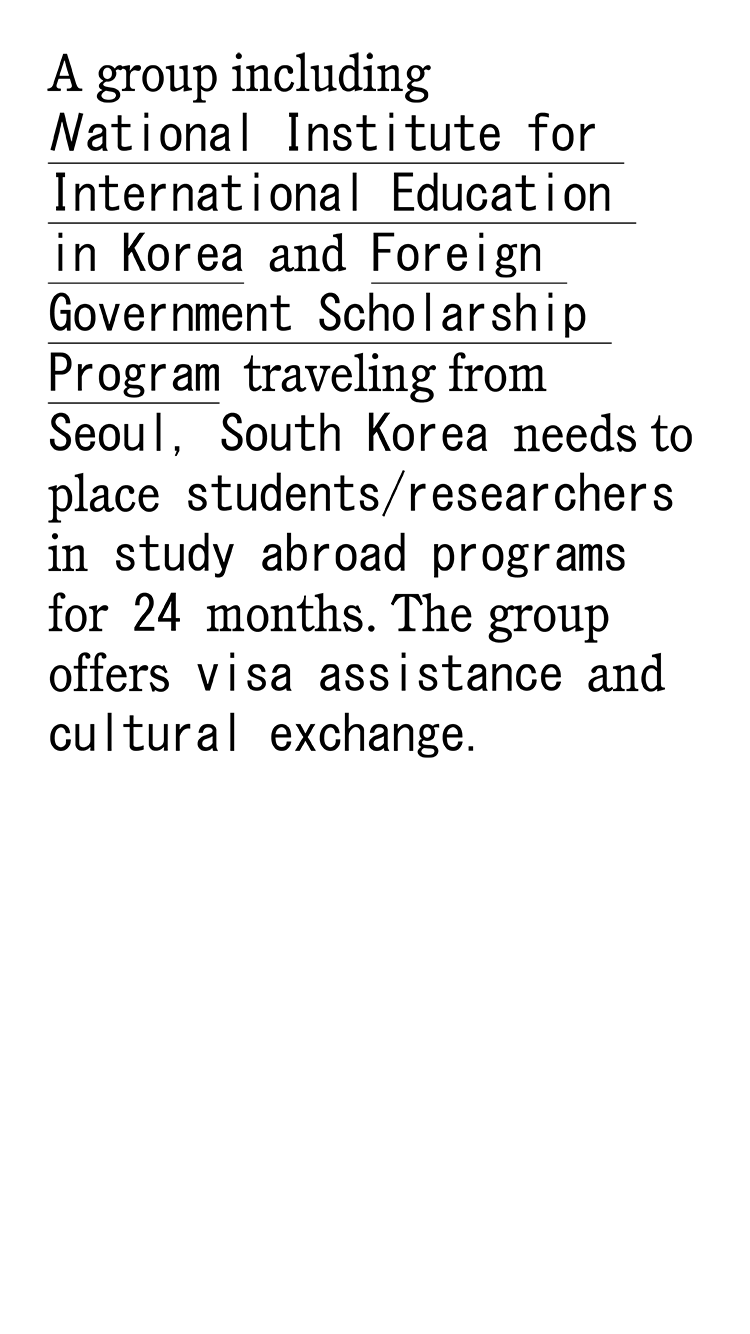 A group including
National Institute for
International Education
in Korea and Foreign
Government Scholarship
Program traveling from
Seoul, South Korea needs to
place students/researchers
in study abroad programs
for 24 months. The group
offers visa assistance and
cultural exchange.